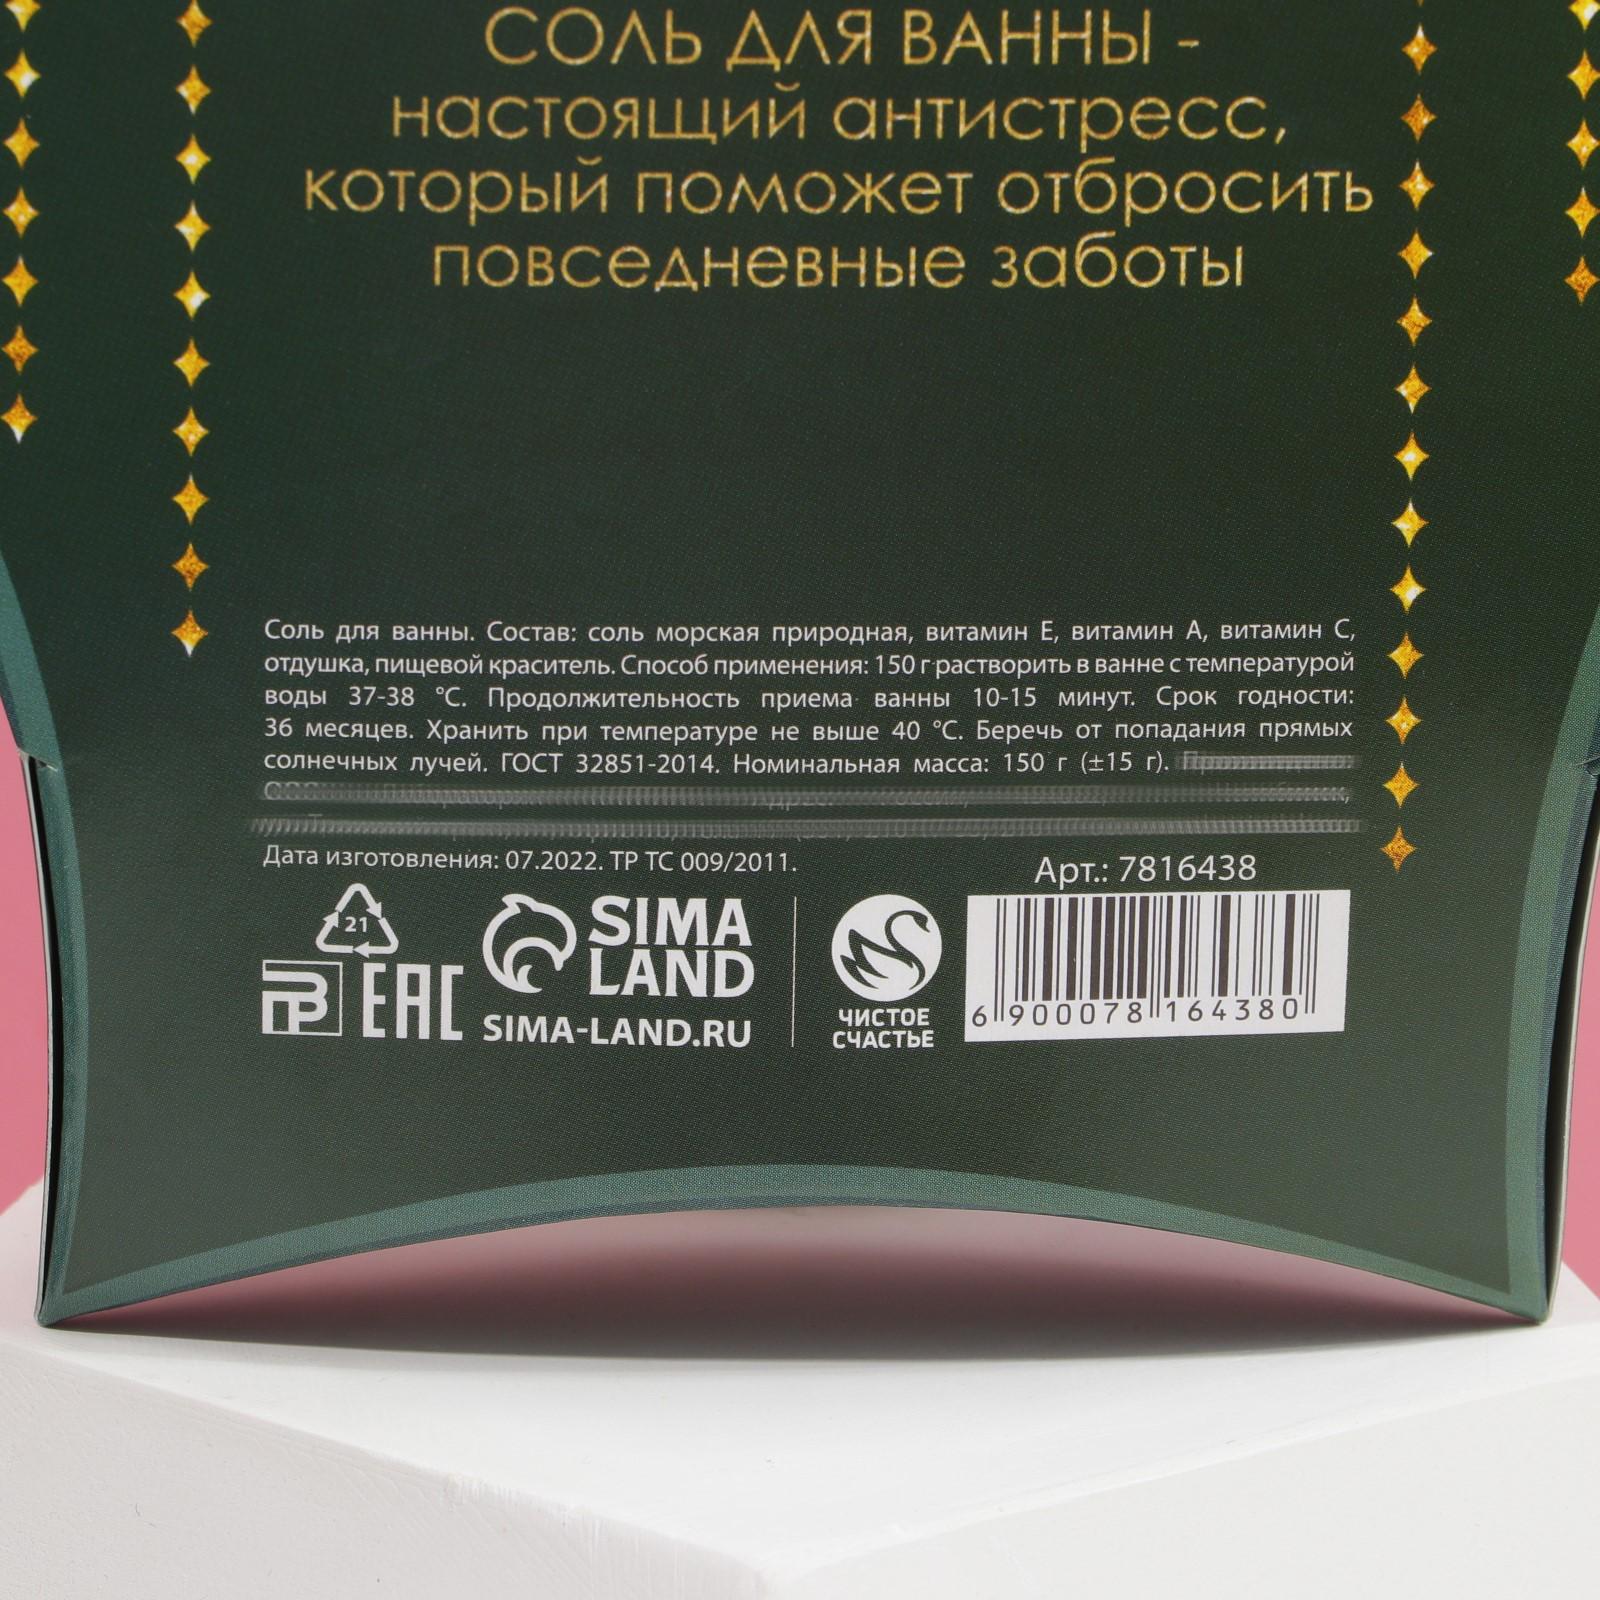 СОЛЬ ДЛЯ ВАННЫ -
настоящий антистресс,
который поможет отбросить
повседневные заботы
Соль для ванны. Состав: соль морская природная, витамин Е, витамин А, витамин С,
отдушка, пищевой краситель. Способ применения: 150 г растворить в ванне с температурой
воды 37-38 °С. Продолжительность приема ванны 10-15 минут. Срок годности:
36 месяцев. Хранить при температуре не выше 40 °С. Беречь от попадания прямых
солнечных лучей. ГОСТ 32851-2014. Номинальная масса: 150 г (±15 г).
Дата изготовления: 07.2022. ТР ТС 009/2011.
Арт.: 7816438
21
ЕАС
SIMA
LAND
SIMA-LAND.RU
ЧИСТОЕ
СЧАСТЬЕ
6 900078 164380